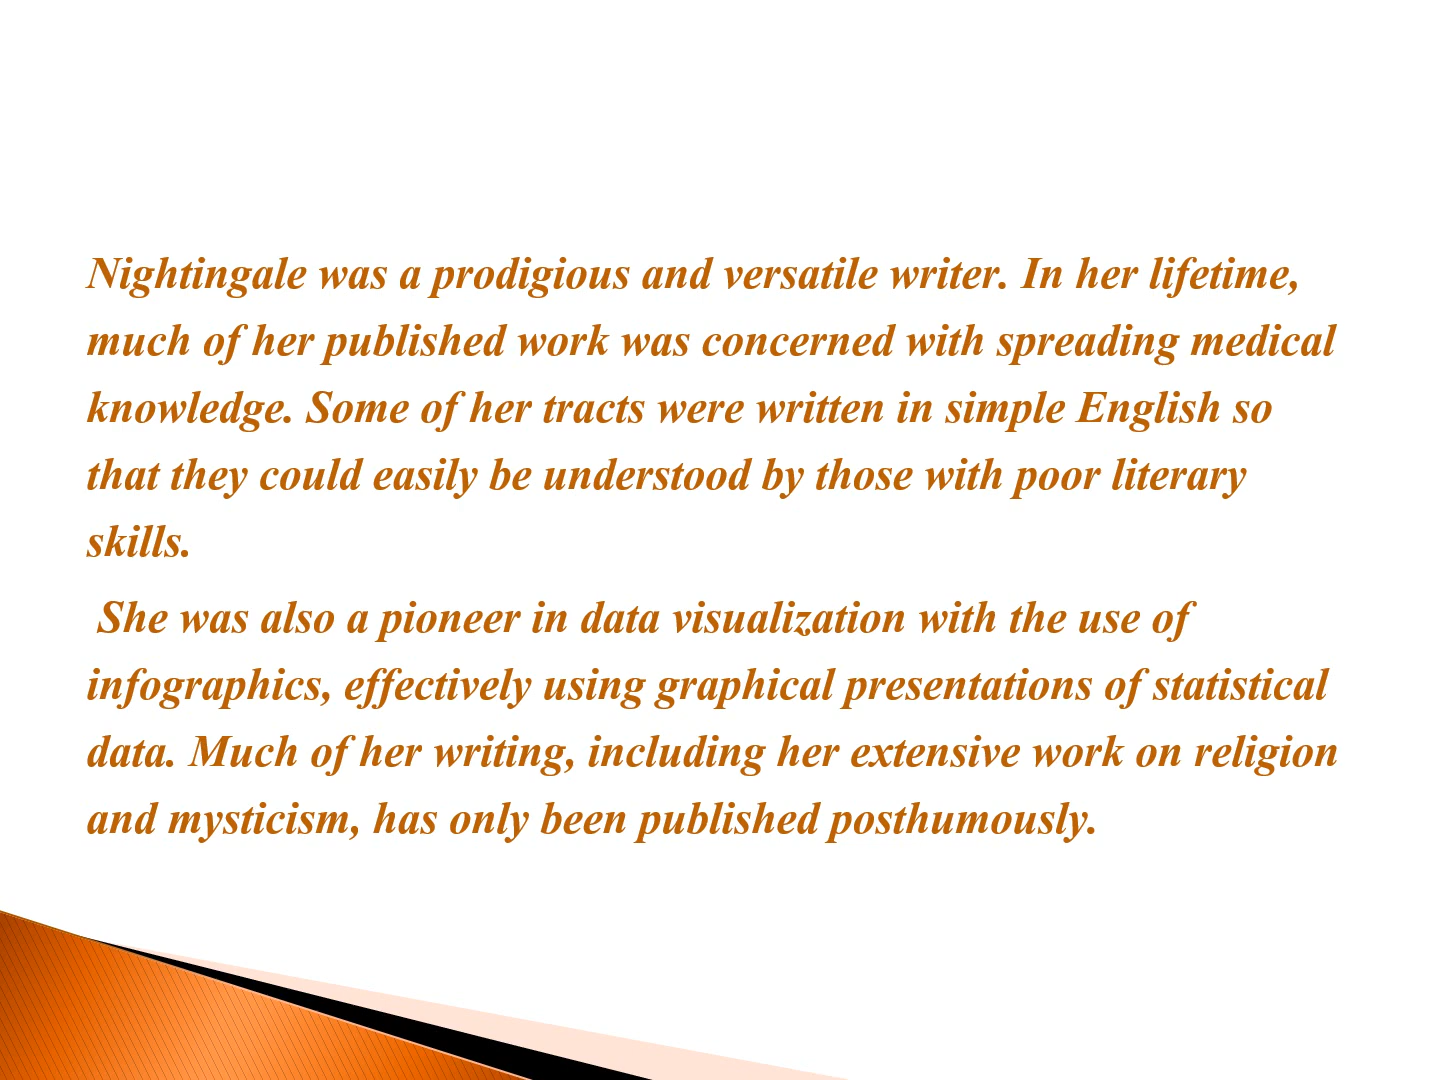 Nightingale was a prodigious and versatile writer. In her lifetime,
much of her published work was concerned with spreading medical
knowledge. Some of her tracts were written in simple English so
that they could easily be understood by those with poor literary
skills.
She was also a pioneer in data visualization with the use of
infographics, effectively using graphical presentations of statistical
data. Much of her writing, including her extensive work on religion
and mysticism, has only been published posthumously.